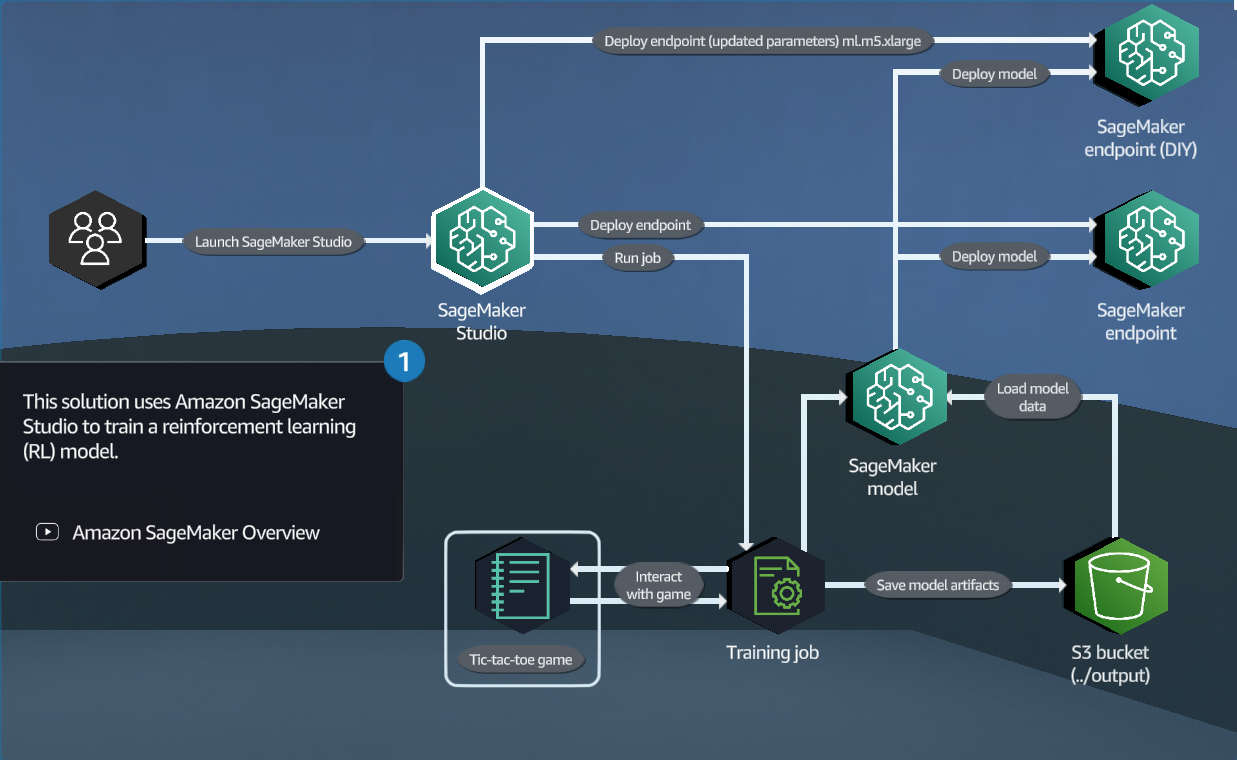 Deploy endpoint (updated parameters) ml.m5.xlarge
Deploy model
SageMaker
endpoint (DIY)
Launch SageMaker Studio
Deploy endpoint
Run job
Deploy model
SageMaker
Studio
SageMaker
endpoint
1
This solution uses Amazon SageMaker
Studio to train a reinforcement learning
(RL) model.
Amazon SageMaker Overview
Load model
data
SageMaker
model
Interact
with game
Save model artifacts
Tic-tac-toe game
Training job
S3 bucket
(../output)